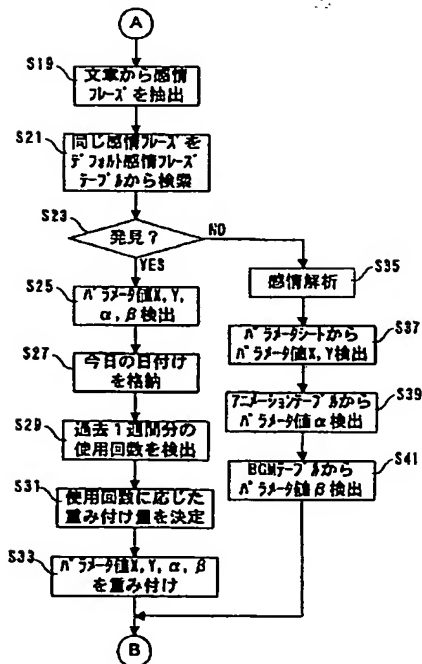 A
S19
文章から感情
フレーズを抽出
S21
同じ感情フレーズを
デフォルト感情フレーズ
テーブルから検索
S23
発見?
NO
YES
S25
パラメータ値X, Y,
α, β 検出
S27
今日の日付け
を格納
S29
過去1週間分の
使用回数を検出
S31
使用回数に応じた
重み付け量を決定
S33
パラメータ値X, Y, α, β
を重み付け
感情解析
S35
パラメータシートから
パラメータ値X, Y検出
S37
アニメーションテーブルから
パラメータ値α検出
S39
BGMテーブルから
パラメータ値β検出
S41
B